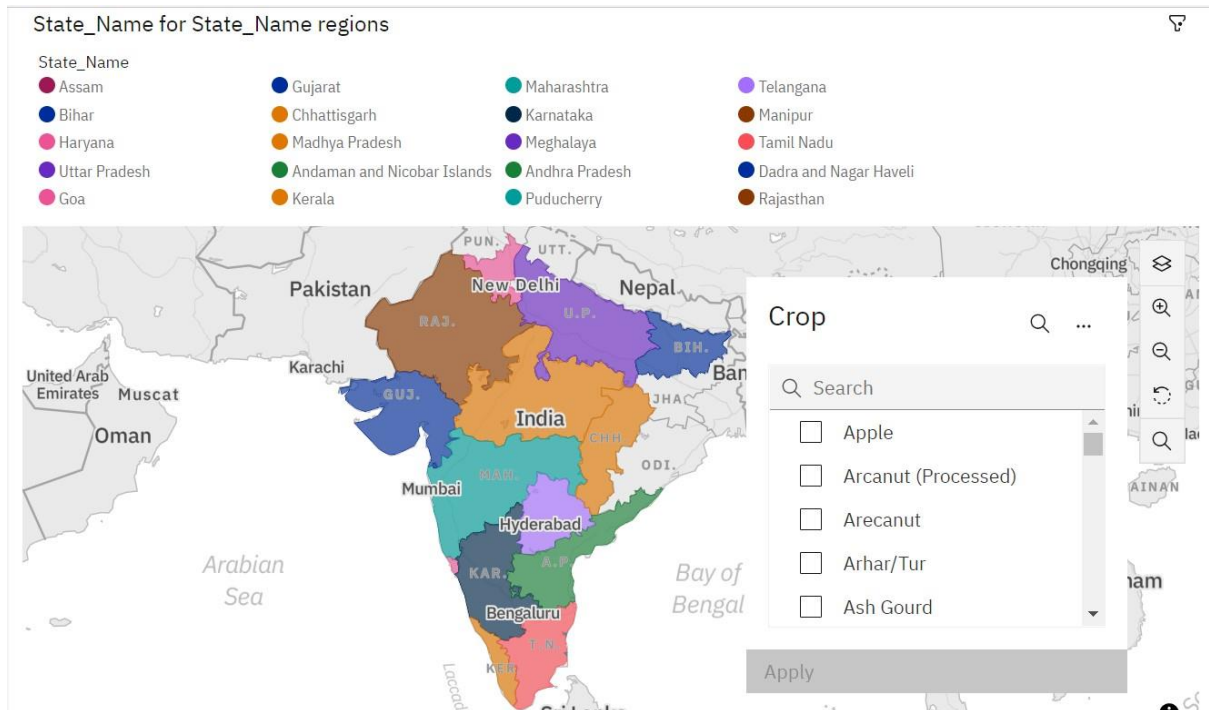 State_Name for State_Name regions
State_Name
Assam
Gujarat
Maharashtra
Telangana
Bihar
Chhattisgarh
Karnataka
Manipur
Haryana
Madhya Pradesh
Meghalaya
Tamil Nadu
Uttar Pradesh
Andaman and Nicobar Islands
Andhra Pradesh
Dadra and Nagar Haveli
Goa
Kerala
Puducherry
Rajasthan
PUN.
UTT.
Chongqing
Pakistan
New Delhi
Nepal
RAJ.
U.P.
BIH.
Karachi
United Arab
Emirates
Muscat
Oman
GUJ.
India
JHA
CHH
ODI.
MAH.
Mumbai
Hyderabad
A.P.
KAR.
Arabian
Sea
Bay of
Bengal
Bengaluru
T.N.
KER
Laccad
Crop
...
Search
Apple
Arcanut (Processed)
Arecanut
Arhar/Tur
Ash Gourd
Apply
AINAN